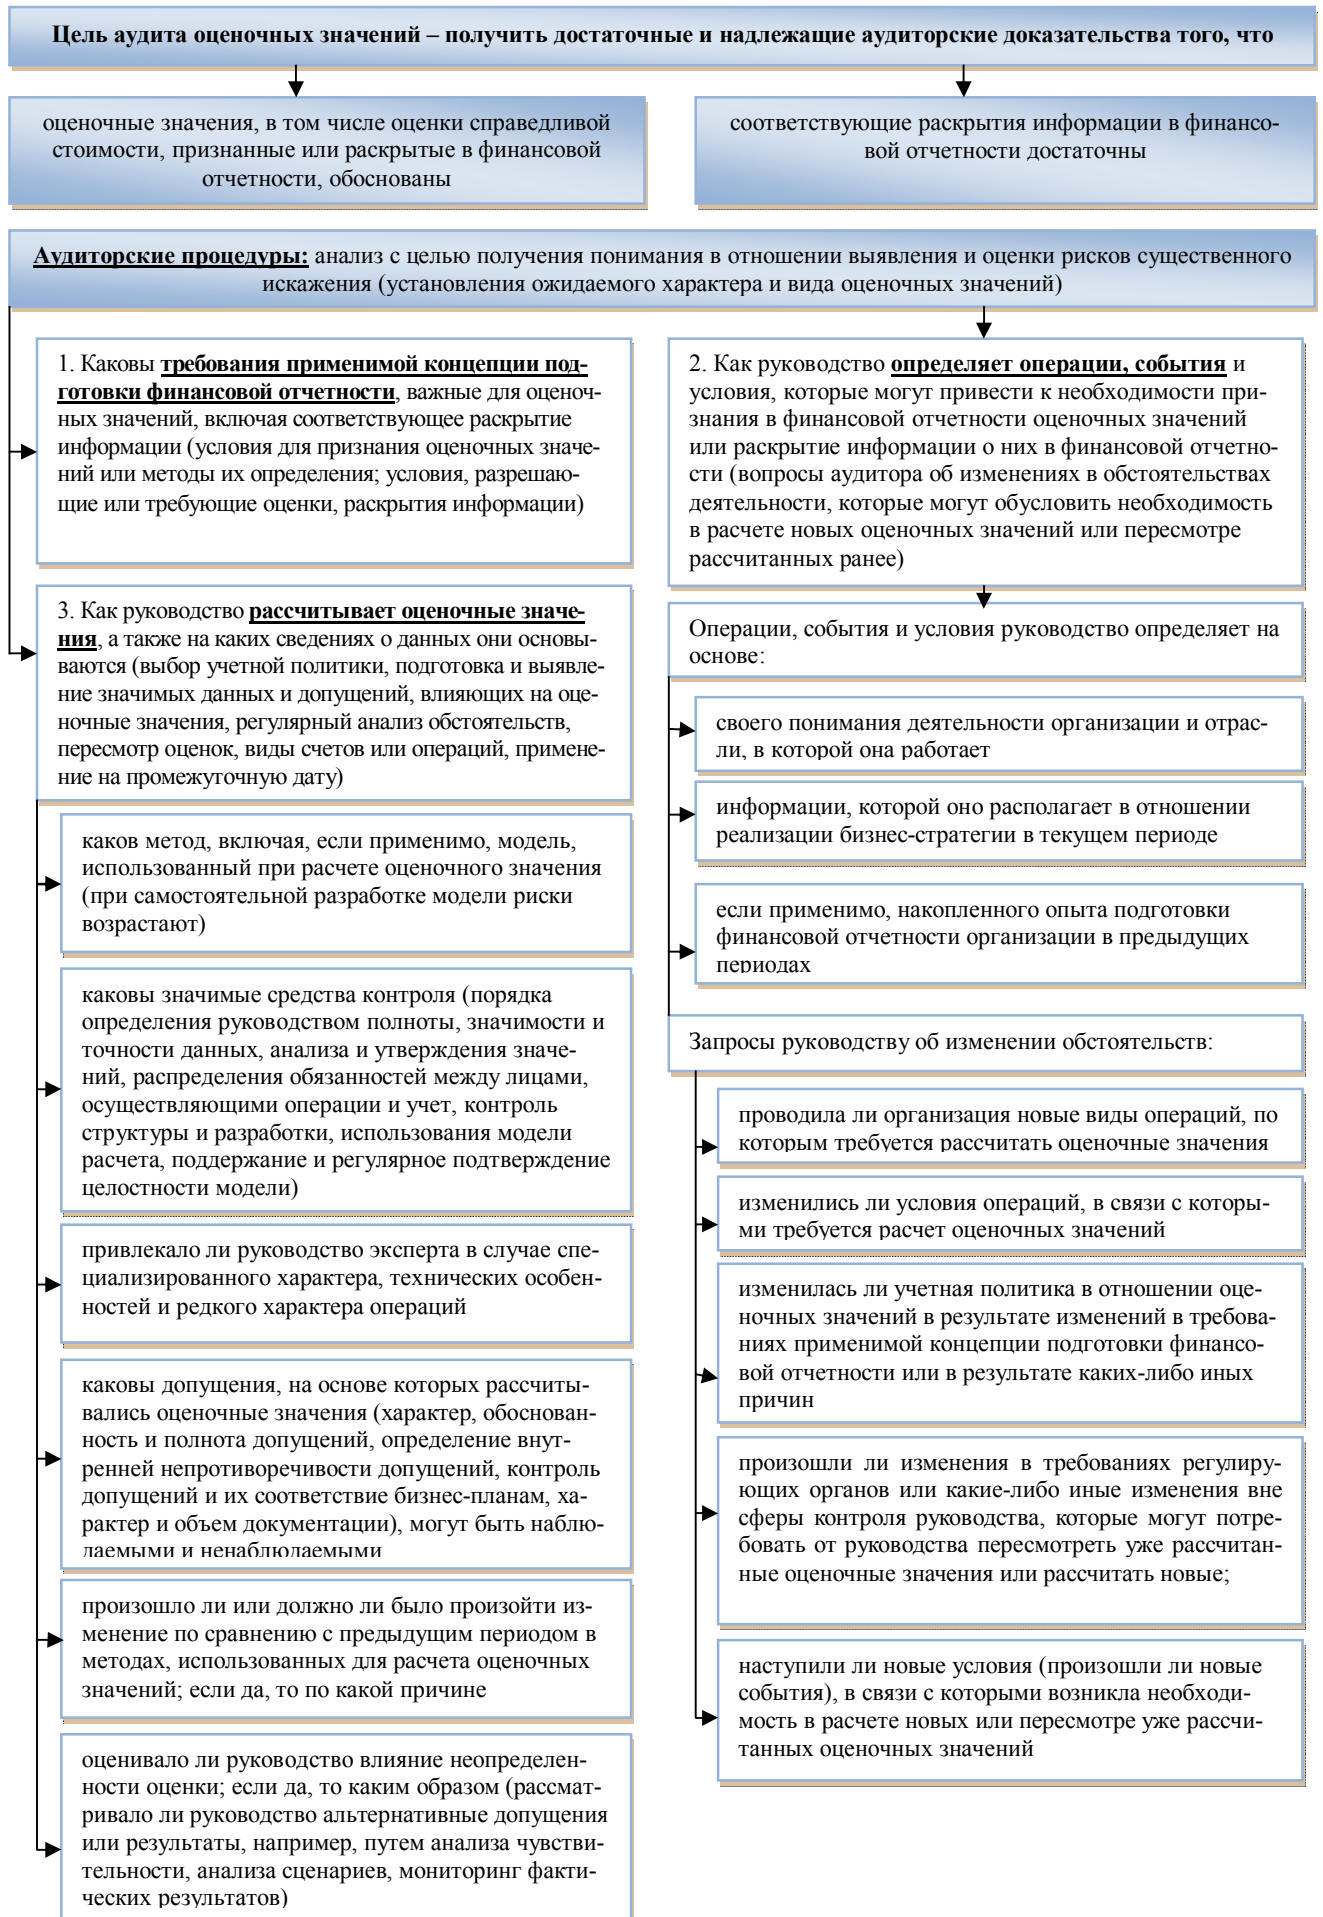 Цель аудита оценочных значений – получить достаточные и надлежащие аудиторские доказательства того, что
оценочные значения, в том числе оценки справедливой
стоимости, признанные или раскрытые в финансовой
отчетности, обоснованы
соответствующие раскрытия информации в финансо-
вой отчетности достаточны
Аудиторские процедуры: анализ с целью получения понимания в отношении выявления и оценки рисков существенного
искажения (установления ожидаемого характера и вида оценочных значений)
1. Каковы требования применимой концепции под-
готовки финансовой отчетности, важные для оценоч-
ных значений, включая соответствующее раскрытие
информации (условия для признания оценочных значе-
ний или методы их определения; условия, разрешаю-
щие или требующие оценки, раскрытия информации)
2. Как руководство определяет операции, события и
условия, которые могут привести к необходимости при-
знания в финансовой отчетности оценочных значений
или раскрытие информации о них в финансовой отчетно-
сти (вопросы аудитора об изменениях в обстоятельствах
деятельности, которые могут обусловить необходимость
в расчете новых оценочных значений или пересмотре
рассчитанных ранее)
3. Как руководство рассчитывает оценочные значе-
ния, а также на каких сведениях о данных они основы-
ваются (выбор учетной политики, подготовка и выявле-
ние значимых данных и допущений, влияющих на оце-
ночные значения, регулярный анализ обстоятельств,
пересмотр оценок, виды счетов или операций, примене-
ние на промежуточную дату)
каков метод, включая, если применимо, модель,
использованный при расчете оценочного значения
(при самостоятельной разработке модели риски
возрастают)
каковы значимые средства контроля (порядка
определения руководством полноты, значимости и
точности данных, анализа и утверждения значе-
ний, распределения обязанностей между лицами,
осуществляющими операции и учет, контроль
структуры и разработки, использования модели
расчета, поддержание и регулярное подтверждение
целостности модели)
привлекало ли руководство эксперта в случае спе-
циализированного характера, технических особен-
ностей и редкого характера операций
каковы допущения, на основе которых рассчиты-
вались оценочные значения (характер, обоснован-
ность и полнота допущений, определение внут-
ренней непротиворечивости допущений, контроль
допущений и их соответствие бизнес-планам, ха-
рактер и объем документации), могут быть наблю-
даемыми и ненаблюдаемыми
произошло ли или должно ли было произойти из-
менение по сравнению с предыдущим периодом в
методах, использованных для расчета оценочных
значений; если да, то по какой причине
оценивало ли руководство влияние неопределен-
ности оценки; если да, то каким образом (рассмат-
ривало ли руководство альтернативные допущения
или результаты, например, путем анализа чувстви-
тельности, анализа сценариев, мониторинг факти-
ческих результатов)
Операции, события и условия руководство определяет на
основе:
своего понимания деятельности организации и отрас-
ли, в которой она работает
информации, которой оно располагает в отношении
реализации бизнес-стратегии в текущем периоде
если применимо, накопленного опыта подготовки
финансовой отчетности организации в предыдущих
периодах
Запросы руководству об изменении обстоятельств:
проводила ли организация новые виды операций, по
которым требуется рассчитать оценочные значения
изменились ли условия операций, в связи с которы-
ми требуется расчет оценочных значений
изменилась ли учетная политика в отношении оце-
ночных значений в результате изменений в требова-
ниях применимой концепции подготовки финансо-
вой отчетности или в результате каких-либо иных
причин
произошли ли изменения в требованиях регулиру-
ющих органов или какие-либо иные изменения вне
сферы контроля руководства, которые могут потре-
бовать от руководства пересмотреть уже рассчитан-
ные оценочные значения или рассчитать новые;
наступили ли новые условия (произошли ли новые
события), в связи с которыми возникла необходи-
мость в расчете новых или пересмотре уже рассчи-
танных оценочных значений